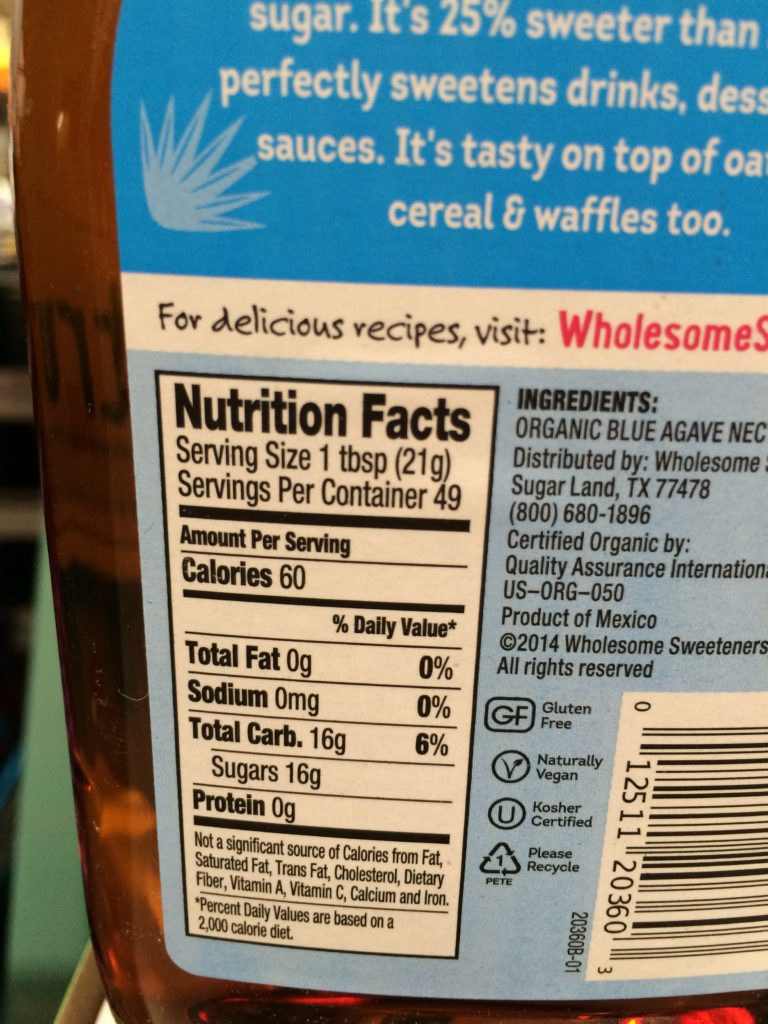 sugar. It's 25% sweeter than
perfectly sweetens drinks,
sauces. It's tasty on top of
cereal & waffles too.
For delicious recipes, visit: WholesomeS
Nutrition Facts
Serving Size 1 tbsp (21g)
Servings Per Container 49
Amount Per Serving
Calories 60
% Daily Value*
Total Fat 0g 0%
Sodium 0mg 0%
Total Carb. 16g 6%
Sugars 16g
Protein 0g
Not a significant source of Calories from Fat,
Saturated Fat, Trans Fat, Cholesterol, Dietary
Fiber, Vitamin A, Vitamin C, Calcium and Iron.
*Percent Daily Values are based on a
2,000 calorie diet.
INGREDIENTS:
ORGANIC BLUE AGAVE NEC
Distributed by: Wholesome
Sugar Land, TX 77478
(800) 680-1896
Certified Organic by:
Quality Assurance Internationa
US-ORG-050
Product of Mexico
©2014 Wholesome Sweeteners
All rights reserved
GF Gluten
Free
V Naturally
Vegan
U Kosher
Certified
1 Please
Recycle
PETE
0 12511 20360 3
20360B-01